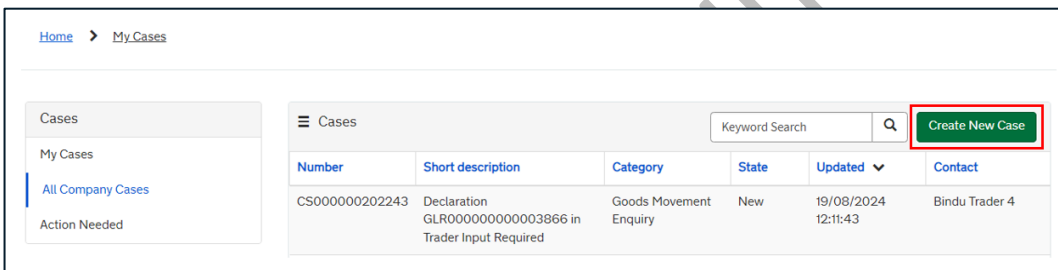 Home > My Cases
Cases
My Cases
All Company Cases
Action Needed
Cases
Keyword Search
Create New Case
Number Short description Category State Updated Contact
CS000000202243 Declaration Goods Movement New 19/08/2024 Bindu Trader 4
GLR000000000003866 in Enquiry 12:11:43
Trader Input Required